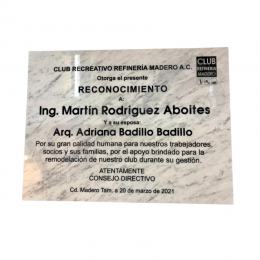 CLUB RECREATIVO REFINERÍA MADERO A.C.
Otorga el presente
RECONOCIMIENTO
A:
Ing. Martín Rodríguez Aboites
Y a su esposa:
Arq. Adriana Badillo Badillo
Por su gran calidad humana para nuestros trabajadores,
socios y sus familias, por el apoyo brindado para la
remodelación de nuestro club durante su gestión.
ATENTAMENTE
CONSEJO DIRECTIVO
Cd. Madero Tam. a 20 de marzo de 2021
CLUB
REFINERÍA
MADERO